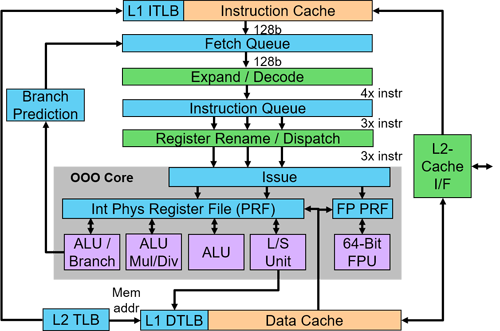 L1 ITLB
Instruction Cache
128b
Fetch Queue
128b
Expand / Decode
4x instr
Branch
Prediction
Instruction Queue
3x instr
Register Rename / Dispatch
3x instr
L2-
Cache
I/F
OOO Core
Issue
Int Phys Register File (PRF)
FP PRF
ALU /
Branch
ALU
Mul/Div
ALU
L/S
Unit
64-Bit
FPU
Mem
addr
L2 TLB
L1 DTLB
Data Cache